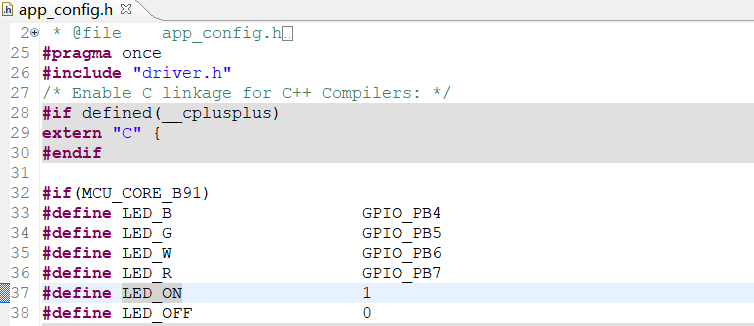 app_config.h
2 * @file    app_config.h
25 #pragma once
26 #include "driver.h"
27 /* Enable C linkage for C++ Compilers: */
28 #if defined(__cplusplus)
29 extern "C" {
30 #endif
31
32 #if(MCU_CORE_B91)
33 #define LED_B                   GPIO_PB4
34 #define LED_G                   GPIO_PB5
35 #define LED_W                   GPIO_PB6
36 #define LED_R                   GPIO_PB7
37 #define LED_ON                  1
38 #define LED_OFF                 0